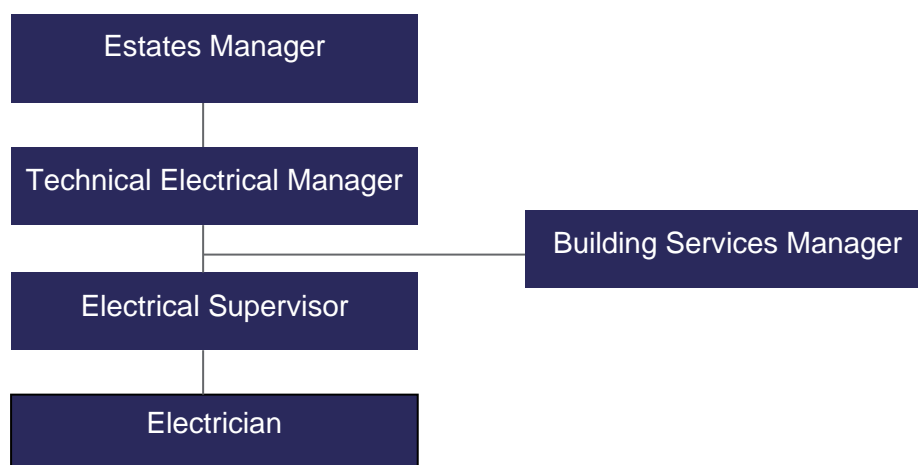 Estates Manager
Technical Electrical Manager
Building Services Manager
Electrical Supervisor
Electrician